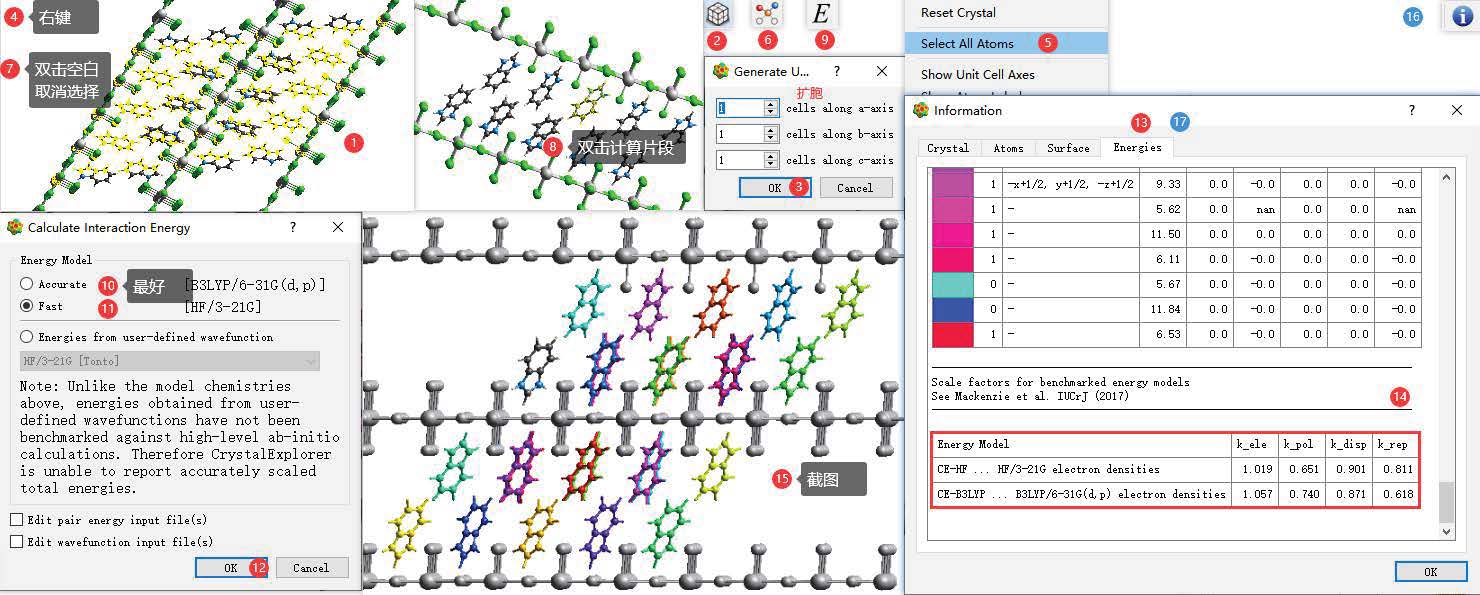 4 右键
7 双击空白
取消选择
1
8 双击计算片段
2
6
E
9
Generate U... ?
扩胞
1 cells along a-axis
1 cells along b-axis
1 cells along c-axis
OK 3 Cancel
Reset Crystal
Select All Atoms 5
Show Unit Cell Axes
16
Calculate Interaction Energy ?
Energy Model
Accurate 10 最好 [B3LYP/6-31G(d,p)]
Fast 11 [HF/3-21G]
Energies from user-defined wavefunction
HF/3-21G [Tonto]
Note: Unlike the model chemistries
above, energies obtained from user-
defined wavefunctions have not been
benchmarked against high-level ab-initio
calculations. Therefore CrystalExplorer
is unable to report accurately scaled
total energies.
Edit pair energy input file(s)
Edit wavefunction input file(s)
OK 12 Cancel
15 截图
Information ?
13 17
Crystal Atoms Surface Energies
1 -x+1/2, y+1/2, -z+1/2 9.33 0.0 -0.0 0.0 0.0 -0.0
1 - 5.62 0.0 nan 0.0 0.0 nan
1 - 11.50 0.0 0.0 0.0 0.0 0.0
1 - 6.11 0.0 -0.0 0.0 0.0 -0.0
0 - 5.67 0.0 -0.0 0.0 0.0 -0.0
0 - 11.84 0.0 -0.0 0.0 0.0 -0.0
1 - 6.53 0.0 -0.0 0.0 0.0 -0.0
Scale factors for benchmarked energy models
See Mackenzie et al. IUCrJ (2017)
14
Energy Model k_ele k_pol k_disp k_rep
CE-HF ... HF/3-21G electron densities 1.019 0.651 0.901 0.811
CE-B3LYP ... B3LYP/6-31G(d,p) electron densities 1.057 0.740 0.871 0.618
OK